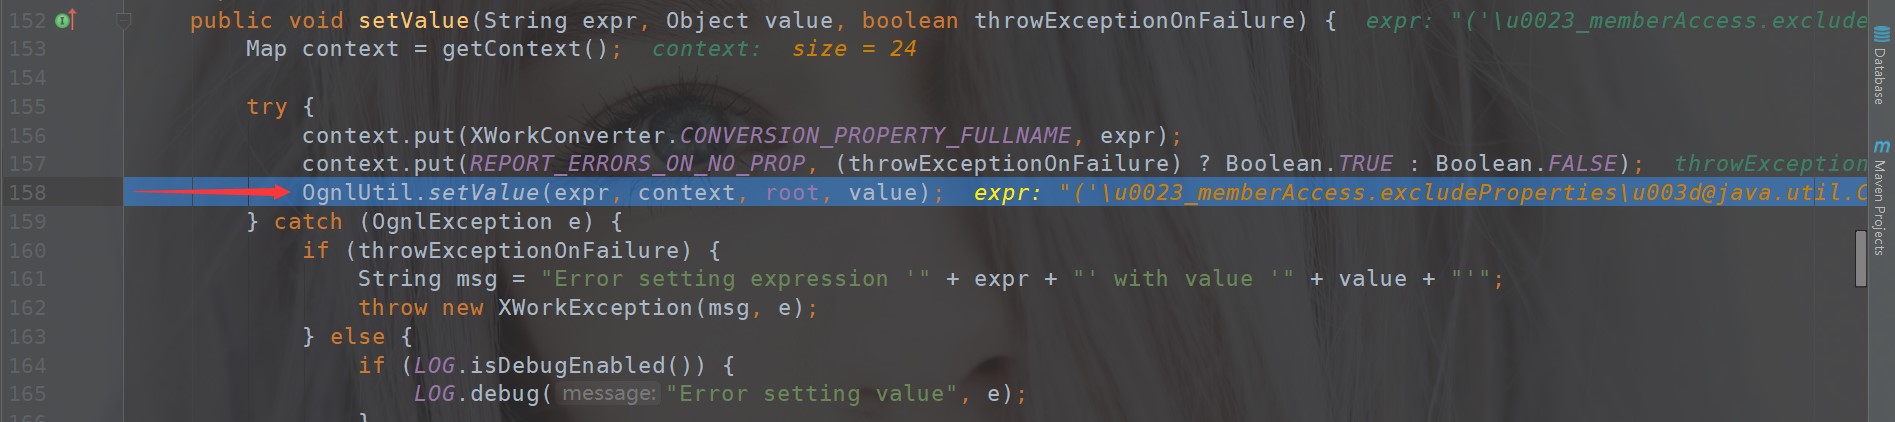 152 public void setValue(String expr, Object value, boolean throwExceptionOnFailure) { expr: "('\u0023_memberAccess.exclude
153 Map context = getContext(); context: size = 24
154
155 try {
156 context.put(XWorkConverter.CONVERSION_PROPERTY_FULLNAME, expr);
157 context.put(REPORT_ERRORS_ON_NO_PROP, (throwExceptionOnFailure) ? Boolean.TRUE : Boolean.FALSE); throwException
158 OgnlUtil.setValue(expr, context, root, value); expr: "('\u0023_memberAccess.excludeProperties\u003d@java.util.C
159 } catch (OgnlException e) {
160 if (throwExceptionOnFailure) {
161 String msg = "Error setting expression '" + expr + "' with value '" + value + "'";
162 throw new XWorkException(msg, e);
163 } else {
164 if (LOG.isDebugEnabled()) {
165 LOG.debug( message: "Error setting value", e);
166 }
Database
m Maven Projects